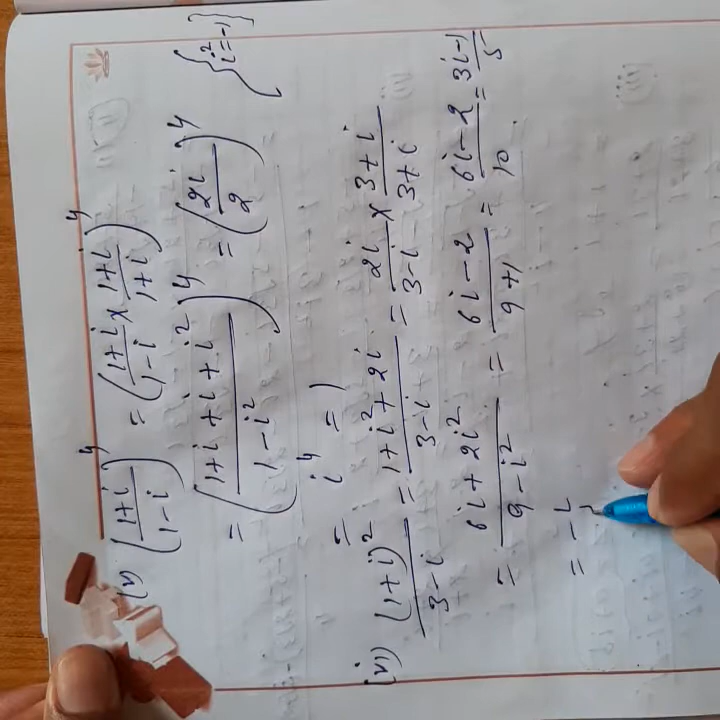 (v) (1+i/1-i)^4 = (1+i/1-i × 1+i/1+i)^4
= (1+i+i+i²/1-i²)^4 = (2i/2)^4 {i²=-1}
= i^4 = 1
(vi) (1+i)²/3-i = 1+i²+2i/3-i = 2i/3-i × 3+i/3+i
= 6i+2i²/9-i² = 6i-2/9+1 = 6i-2/10 = 3i-1/5
= -1